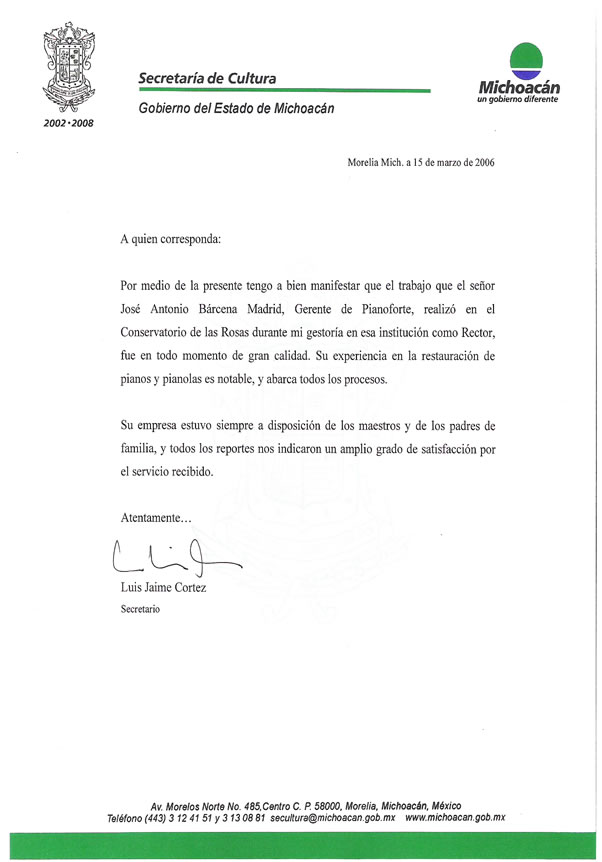 Secretaría de Cultura
Gobierno del Estado de Michoacán
2002•2008
Michoacán
un gobierno diferente
Morelia Mich. a 15 de marzo de 2006
A quien corresponda:
Por medio de la presente tengo a bien manifestar que el trabajo que el señor
José Antonio Bárcena Madrid, Gerente de Pianoforte, realizó en el
Conservatorio de las Rosas durante mi gestoría en esa institución como Rector,
fue en todo momento de gran calidad. Su experiencia en la restauración de
pianos y pianolas es notable, y abarca todos los procesos.
Su empresa estuvo siempre a disposición de los maestros y de los padres de
familia, y todos los reportes nos indicaron un amplio grado de satisfacción por
el servicio recibido.
Atentamente…
Luis Jaime Cortez
Secretario
Av. Morelos Norte No. 485,Centro C. P. 58000, Morelia, Michoacán, México
Teléfono (443) 3 12 41 51 y 3 13 08 81 secultura@michoacan.gob.mx www.michoacan.gob.mx